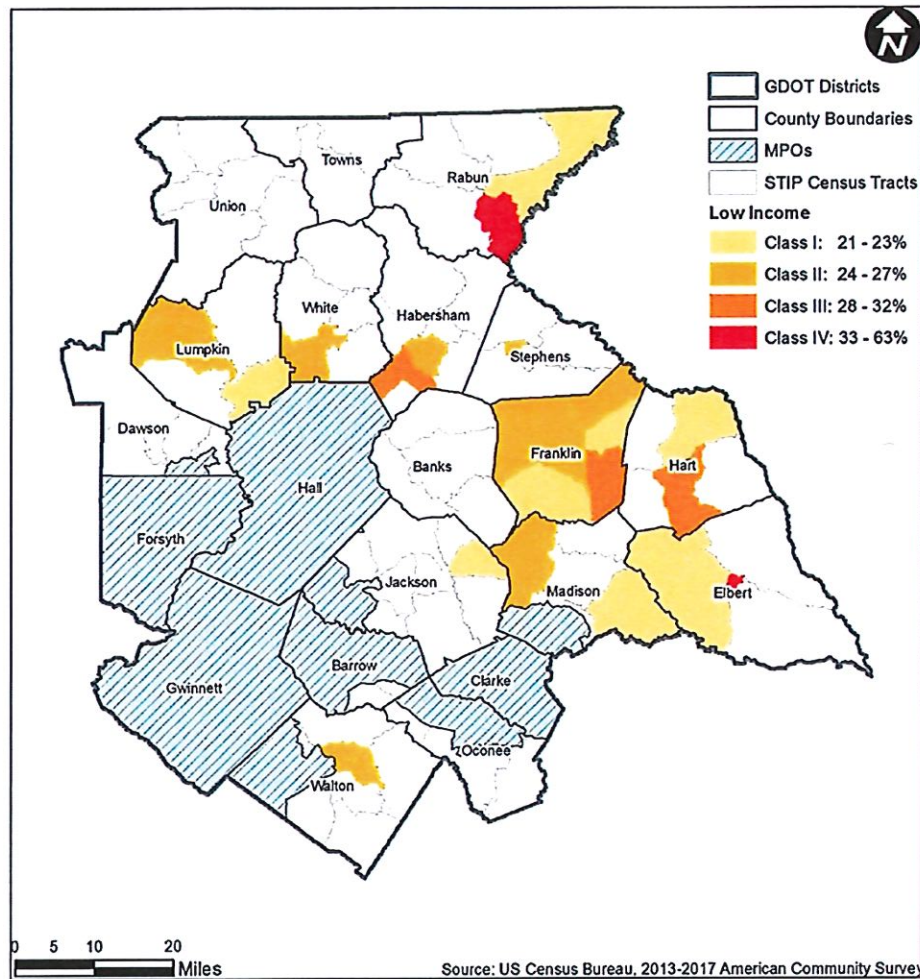 N
GDOT Districts
County Boundaries
MPOs
STIP Census Tracts
Low Income
Class I: 21 - 23%
Class II: 24 - 27%
Class III: 28 - 32%
Class IV: 33 - 63%
Towns
Rabun
Union
White
Habersham
Lumpkin
Stephens
Dawson
Franklin
Hart
Banks
Hall
Forsyth
Jackson
Madison
Elbert
Barrow
Clarke
Gwinnett
Oconee
Walton
0 5 10 20
Miles
Source: US Census Bureau, 2013-2017 American Community Survey